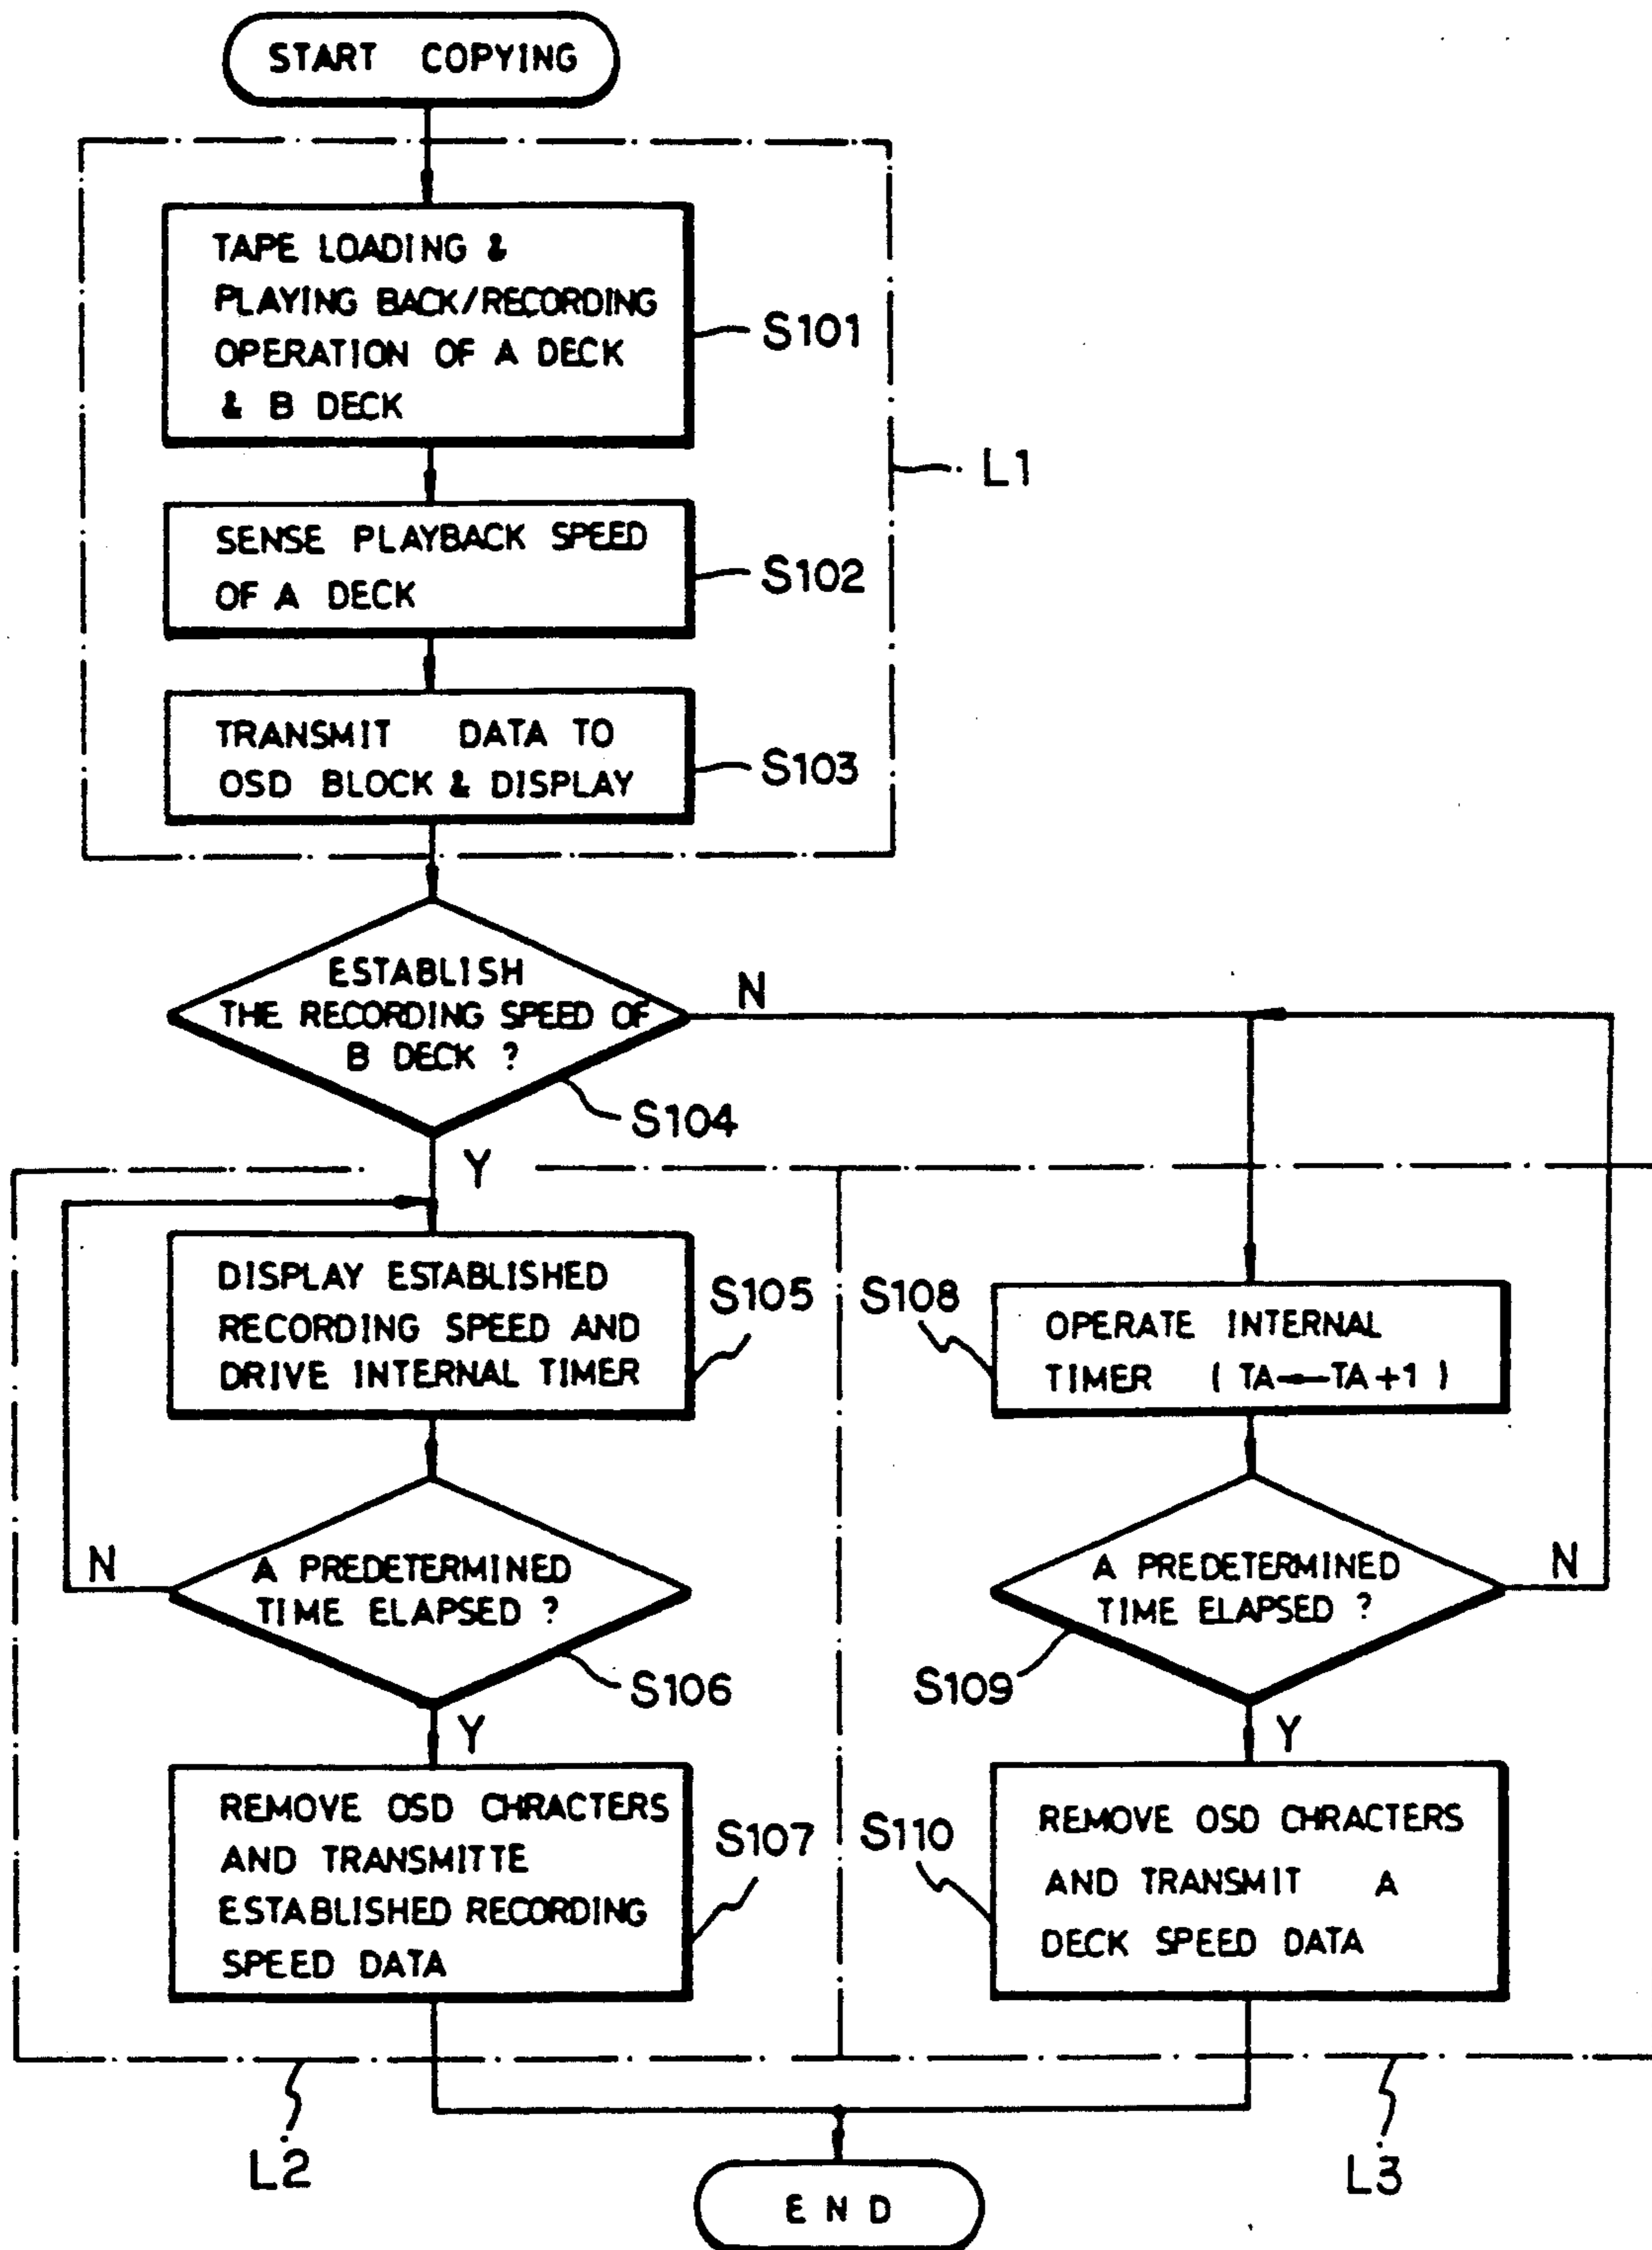 START COPYING
TAPE LOADING &
PLAYING BACK/RECORDING
OPERATION OF A DECK
& B DECK
S101
L1
SENSE PLAYBACK SPEED
OF A DECK
S102
TRANSMIT DATA TO
OSD BLOCK & DISPLAY
S103
ESTABLISH
THE RECORDING SPEED OF
B DECK ?
N
S104
Y
DISPLAY ESTABLISHED
RECORDING SPEED AND
DRIVE INTERNAL TIMER
S105
A PREDETERMINED
TIME ELAPSED ?
N
S106
Y
REMOVE OSD CHRACTERS
AND TRANSMITTE
ESTABLISHED RECORDING
SPEED DATA
S107
L2
S108
OPERATE INTERNAL
TIMER ( TA←TA+1 )
A PREDETERMINED
TIME ELAPSED ?
N
S109
Y
S110
REMOVE OSD CHRACTERS
AND TRANSMIT A
DECK SPEED DATA
L3
END